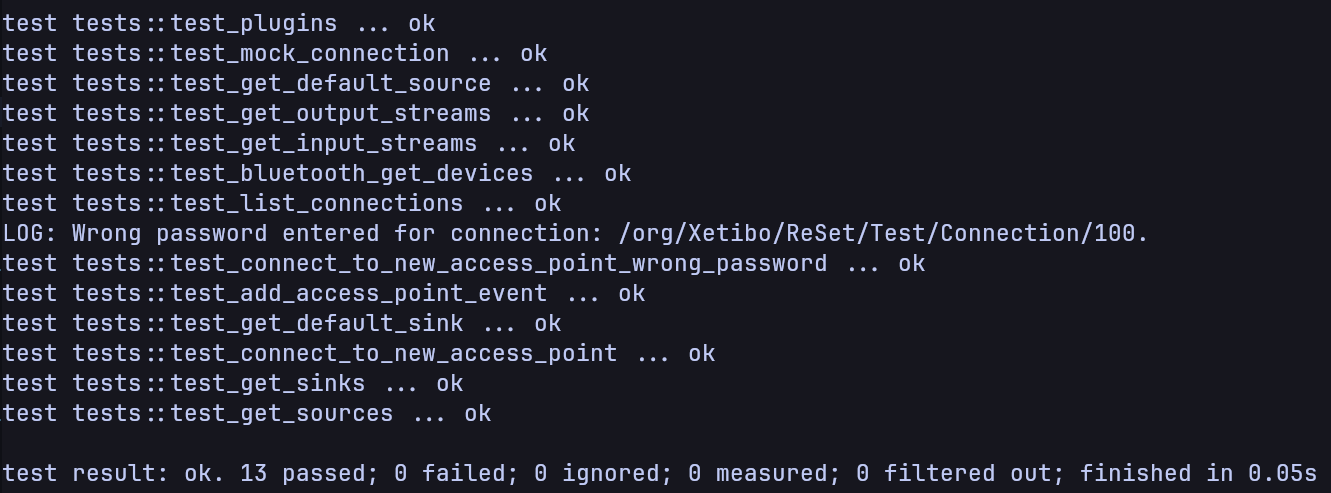 test tests::test_plugins ... ok
test tests::test_mock_connection ... ok
test tests::test_get_default_source ... ok
test tests::test_get_output_streams ... ok
test tests::test_get_input_streams ... ok
test tests::test_bluetooth_get_devices ... ok
test tests::test_list_connections ... ok
LOG: Wrong password entered for connection: /org/Xetibo/ReSet/Test/Connection/100.
test tests::test_connect_to_new_access_point_wrong_password ... ok
test tests::test_add_access_point_event ... ok
test tests::test_get_default_sink ... ok
test tests::test_connect_to_new_access_point ... ok
test tests::test_get_sinks ... ok
test tests::test_get_sources ... ok
test result: ok. 13 passed; 0 failed; 0 ignored; 0 measured; 0 filtered out; finished in 0.05s